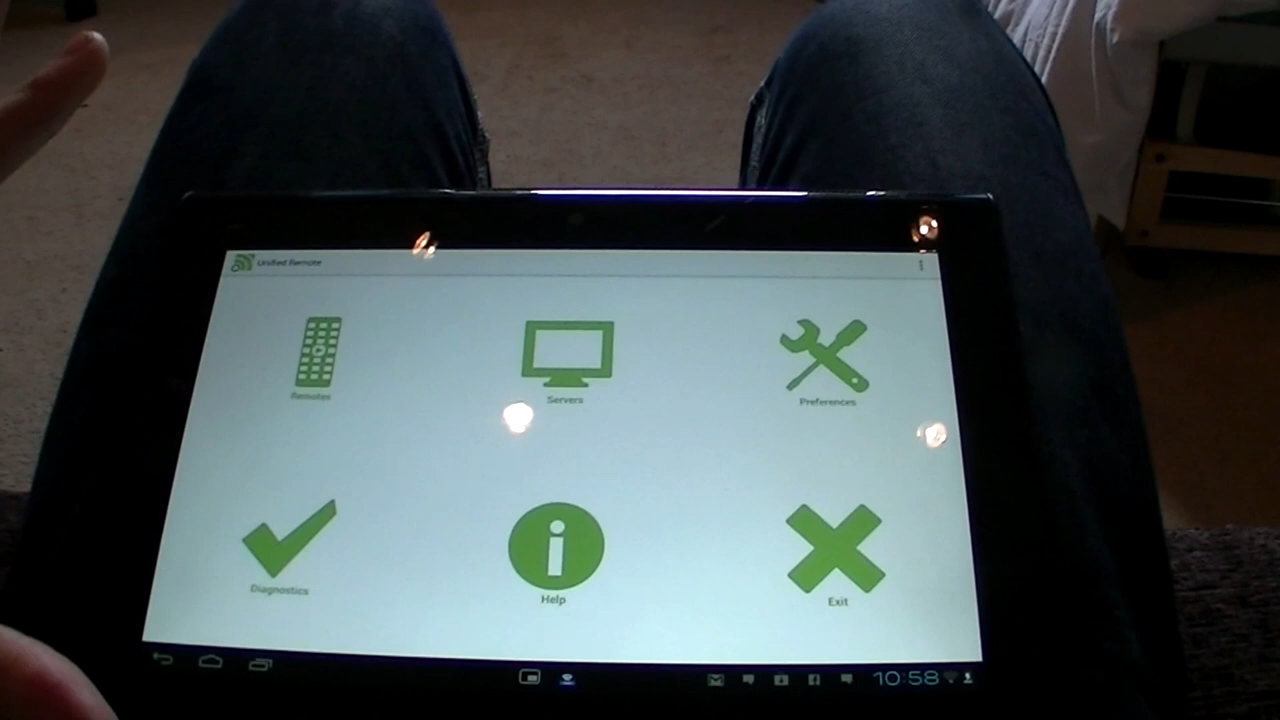 Unified Remote
Remotes
Servers
Preferences
Diagnostics
Help
Exit
10:58